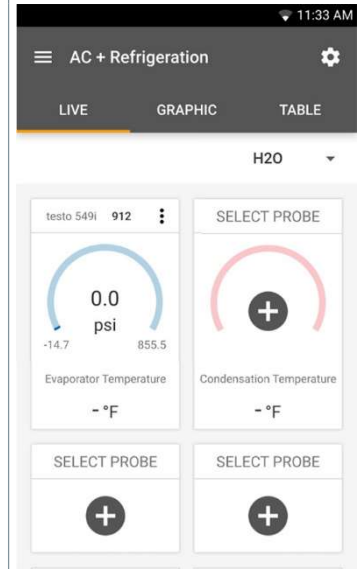 11:33 AM
AC + Refrigeration
LIVE GRAPHIC TABLE
H2O
testo 549i 912
SELECT PROBE
0.0
psi
-14.7 855.5
Evaporator Temperature
Condensation Temperature
- °F
- °F
SELECT PROBE
SELECT PROBE